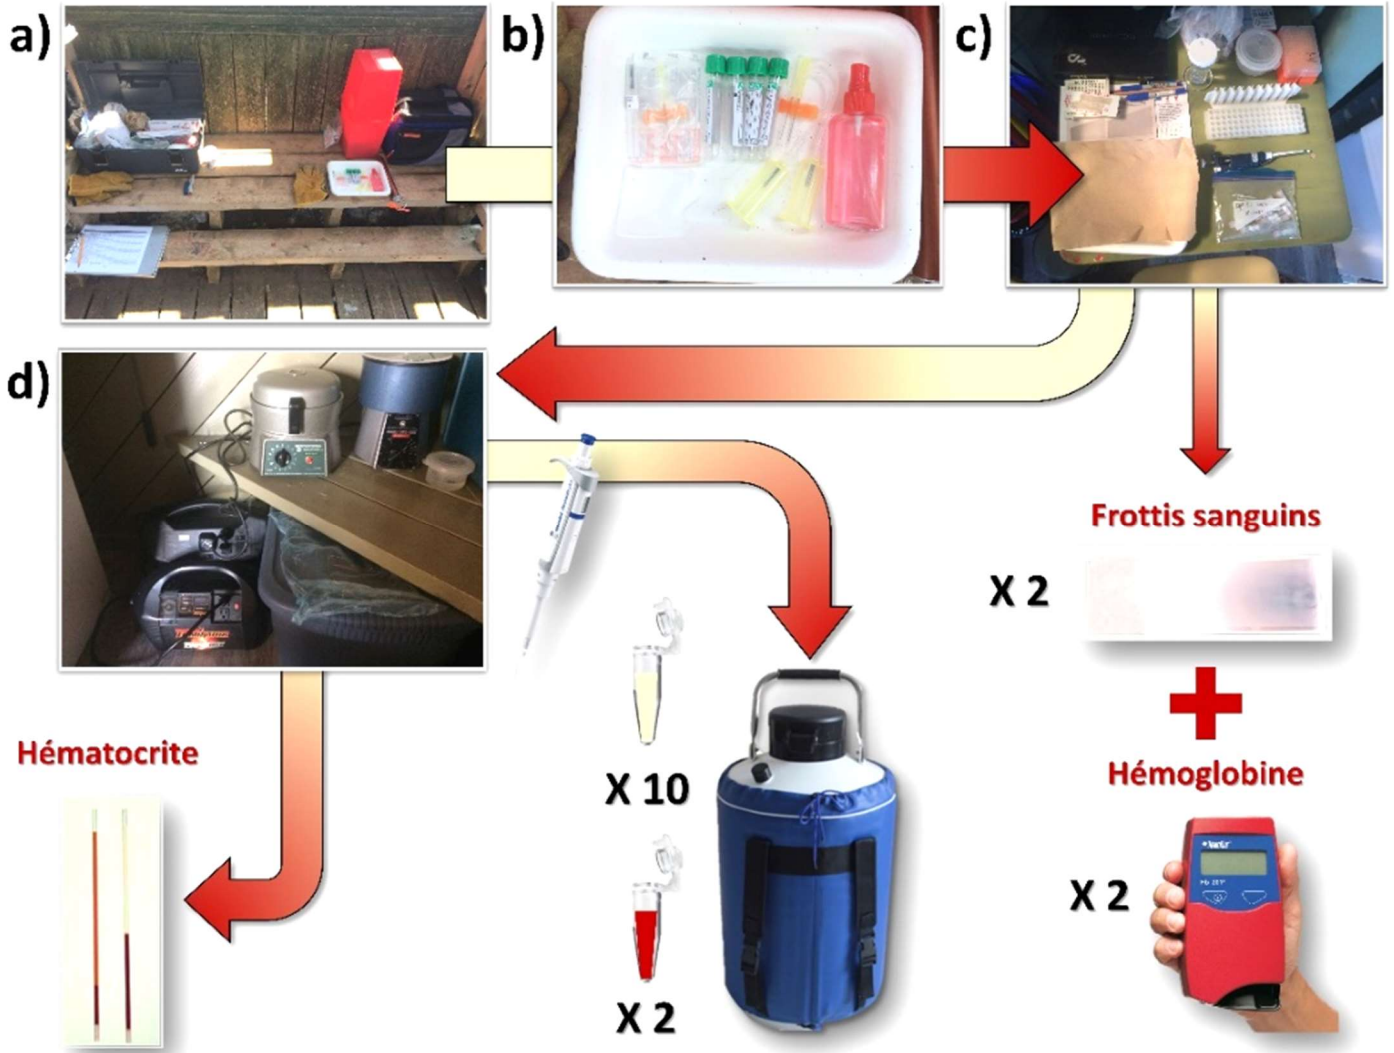 a)
b)
c)
d)
Frottis sanguins
X 2
Hémoglobine
X 2
Hématocrite
X 10
X 2